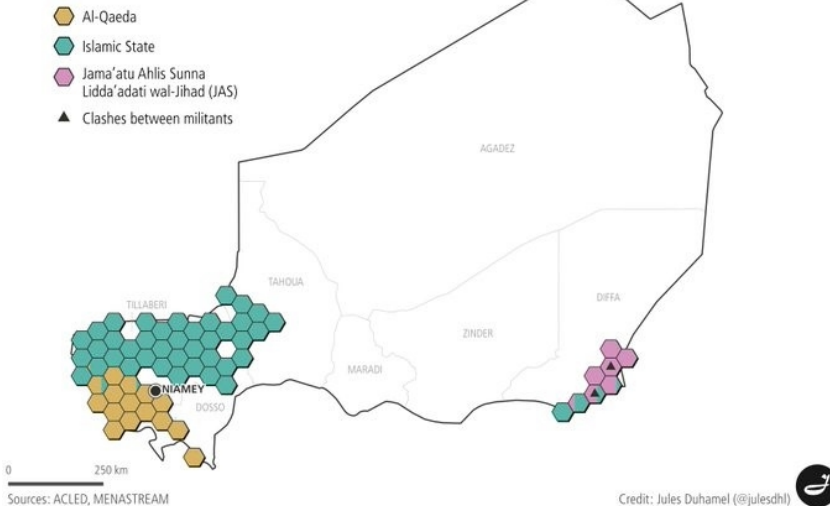 Al-Qaeda
Islamic State
Jama'atu Ahlis Sunna
Lidda'adati wal-Jihad (JAS)
Clashes between militants
AGADEZ
TAHOUA
DIFFA
TILLABERI
ZINDER
MARADI
NIAMEY
DOSSO
0 250 km
Sources: ACLED, MENASTREAM
Credit: Jules Duhamel (@julesdhl)